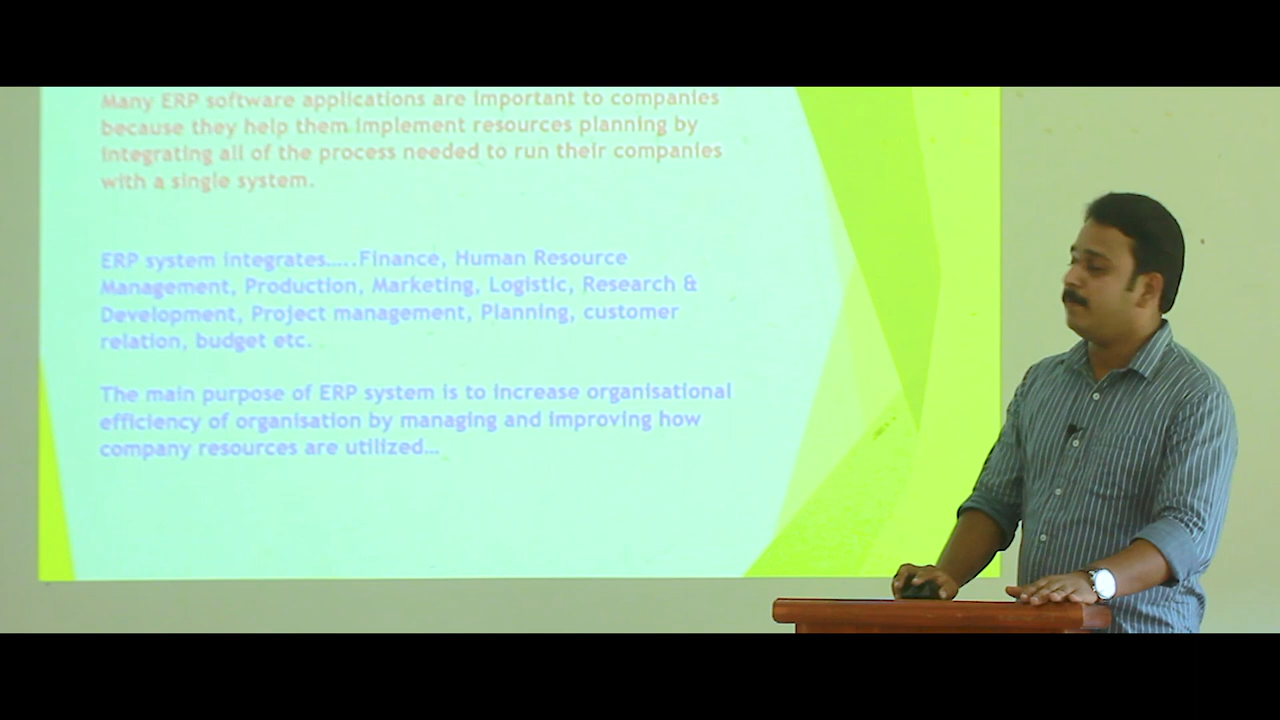 Many ERP software applications are important to companies
because they help them implement resources planning by
integrating all of the process needed to run their companies
with a single system.
ERP system integrates.....Finance, Human Resource
Management, Production, Marketing, Logistic, Research &
Development, Project management, Planning, customer
relation, budget etc.
The main purpose of ERP system is to increase organisational
efficiency of organisation by managing and improving how
company resources are utilized…